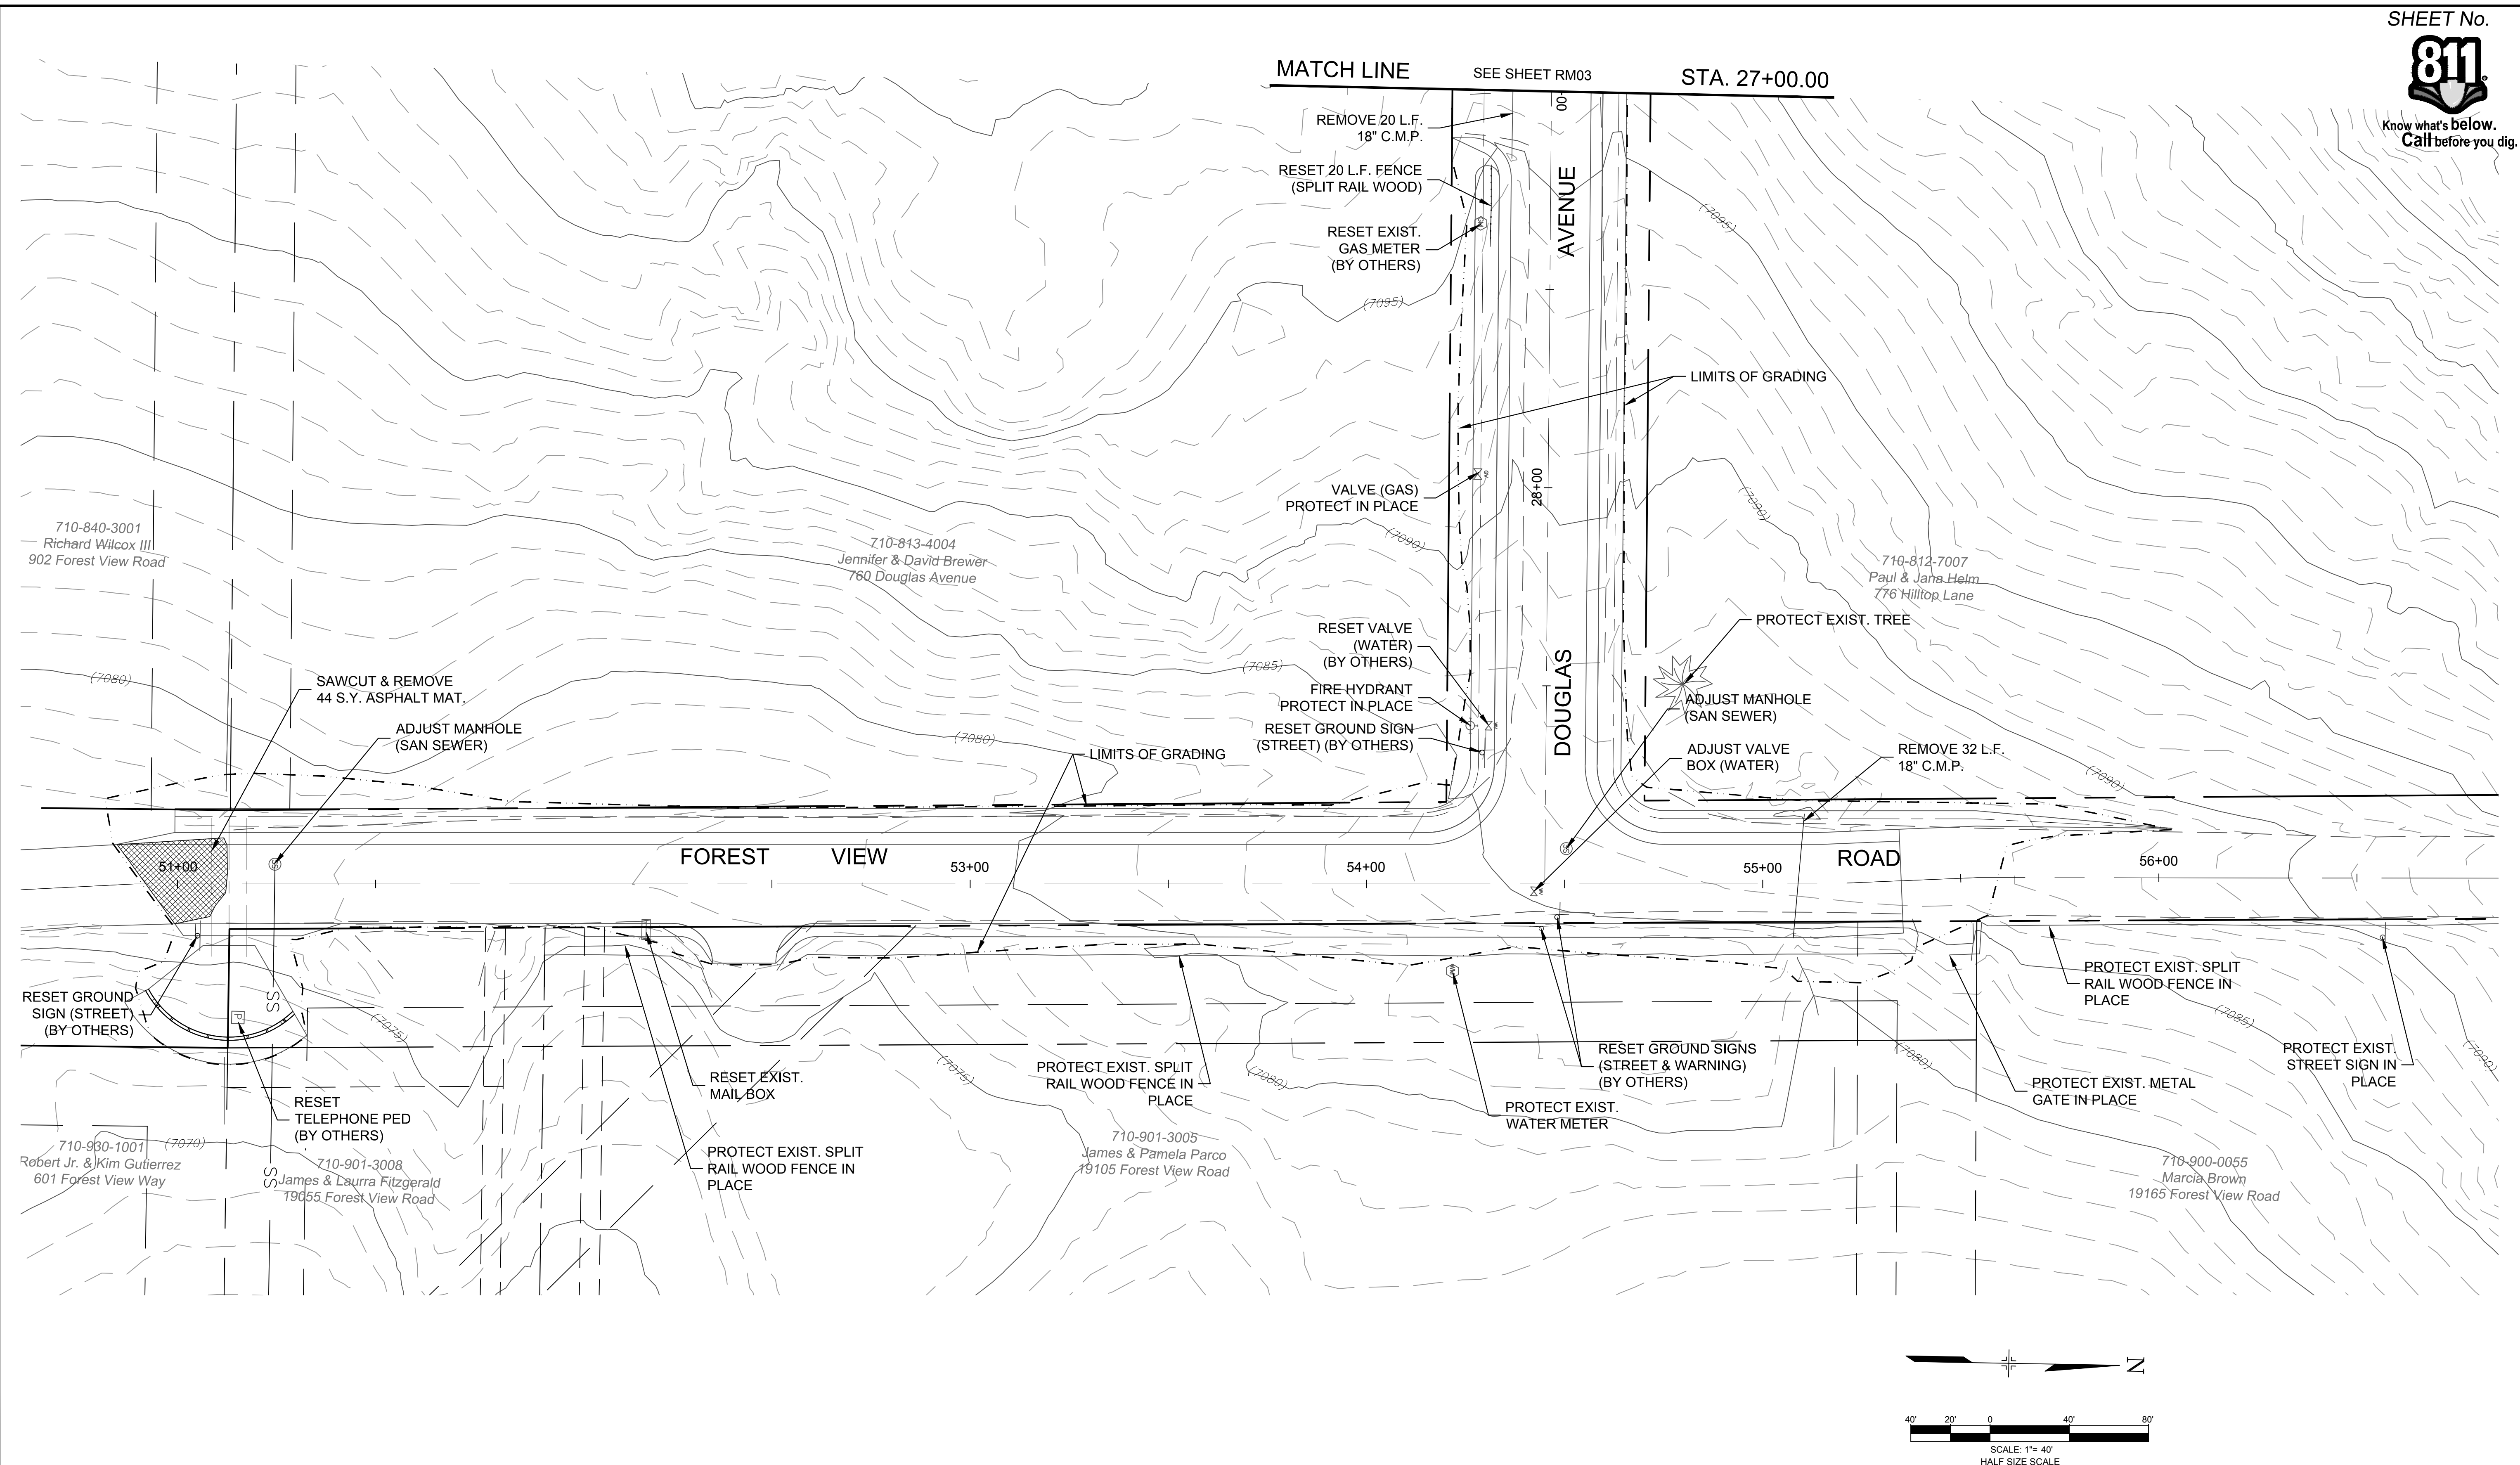 SHEET No.
811
Know what's below.
Call before you dig.
MATCH LINE
SEE SHEET RM03
STA. 27+00.00
REMOVE 20 L.F.
18" C.M.P.
RESET 20 L.F. FENCE
(SPLIT RAIL WOOD)
RESET EXIST.
GAS METER
(BY OTHERS)
AVENUE
(7095)
(7095)
LIMITS OF GRADING
VALVE (GAS)
PROTECT IN PLACE
28+00
(7090)
(7090)
710-840-3001
Richard Wilcox III
902 Forest View Road
710-813-4004
Jennifer & David Brewer
760 Douglas Avenue
710-812-7007
Paul & Jana Helm
776 Hilltop Lane
PROTECT EXIST. TREE
RESET VALVE
(WATER)
(BY OTHERS)
(7085)
(7080)
SAWCUT & REMOVE
44 S.Y. ASPHALT MAT.
ADJUST MANHOLE
(SAN SEWER)
FIRE HYDRANT
PROTECT IN PLACE
RESET GROUND SIGN
(STREET) (BY OTHERS)
DOUGLAS
ADJUST MANHOLE
(SAN SEWER)
ADJUST VALVE
BOX (WATER)
REMOVE 32 L.F.
18" C.M.P.
(7080)
LIMITS OF GRADING
(7090)
FOREST VIEW ROAD
51+00
53+00
54+00
55+00
56+00
RESET GROUND
SIGN (STREET)
(BY OTHERS)
SS
P
(7075)
RESET
TELEPHONE PED
(BY OTHERS)
RESET EXIST.
MAIL BOX
PROTECT EXIST. SPLIT
RAIL WOOD FENCE IN
PLACE
(7075)
PROTECT EXIST. SPLIT
RAIL WOOD FENCE IN
PLACE
(7080)
PROTECT EXIST.
WATER METER
RESET GROUND SIGNS
(STREET & WARNING)
(BY OTHERS)
(7080)
PROTECT EXIST. METAL
GATE IN PLACE
PROTECT EXIST. SPLIT
RAIL WOOD FENCE IN
PLACE
(7085)
PROTECT EXIST.
STREET SIGN IN
PLACE
(7090)
710-930-1001
Robert Jr. & Kim Gutierrez
601 Forest View Way
(7070)
SS
710-901-3008
James & Laurra Fitzgerald
19055 Forest View Road
710-901-3005
James & Pamela Parco
19105 Forest View Road
710-900-0055
Marcia Brown
19165 Forest View Road
N
40' 20' 0 40' 80'
SCALE: 1"= 40'
HALF SIZE SCALE